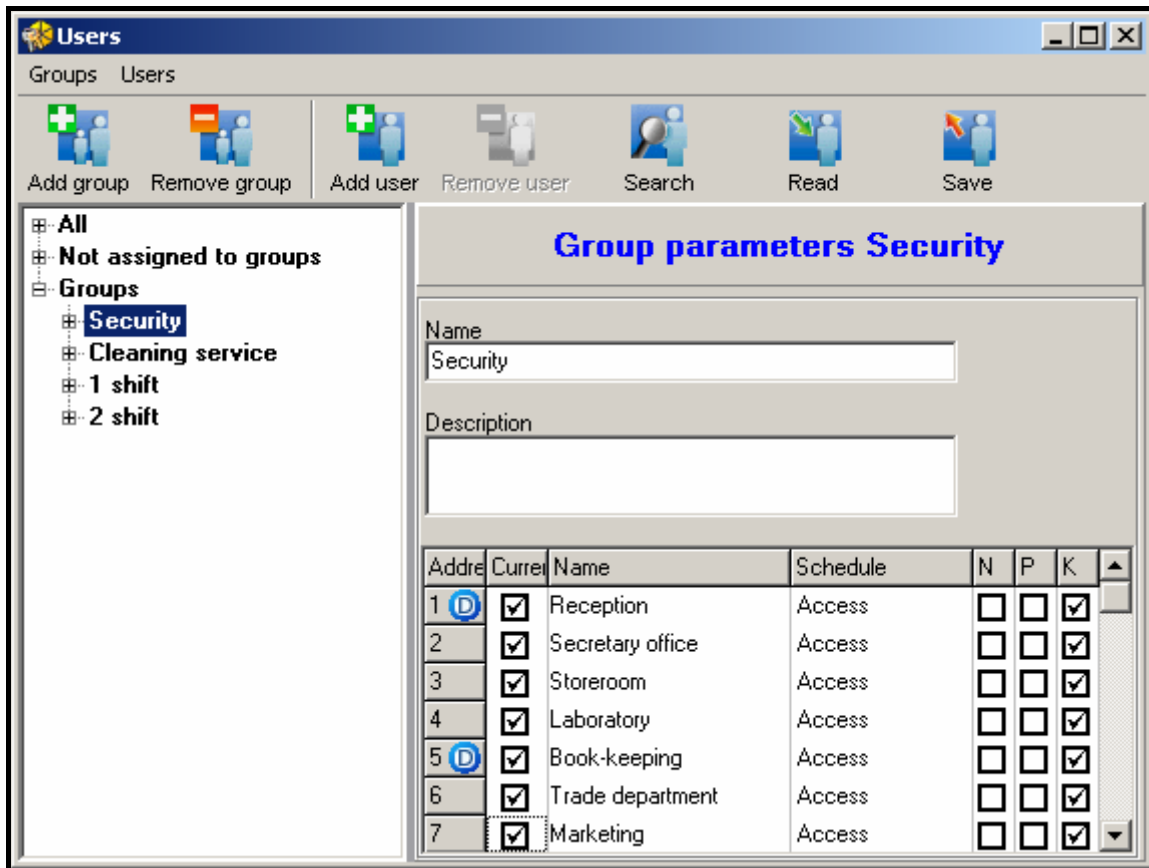 Users
Groups Users
Add group Remove group Add user Remove user Search Read Save
All
Not assigned to groups
Groups
Security
Cleaning service
1 shift
2 shift
Group parameters Security
Name
Security
Description
Addre Currer Name Schedule N P K
1 D Reception Access
2 Secretary office Access
3 Storeroom Access
4 Laboratory Access
5 D Book-keeping Access
6 Trade department Access
7 Marketing Access